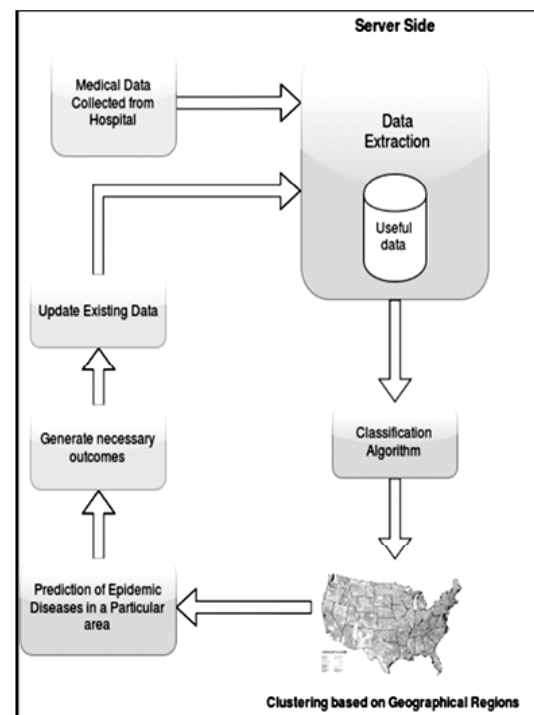 Server Side
Medical Data
Collected from
Hospital
Data
Extraction
Useful
data
Update Existing Data
Generate necessary
outcomes
Classification
Algorithm
Prediction of Epidemic
Diseases in a Particular
area
Clustering based on Geographical Regions